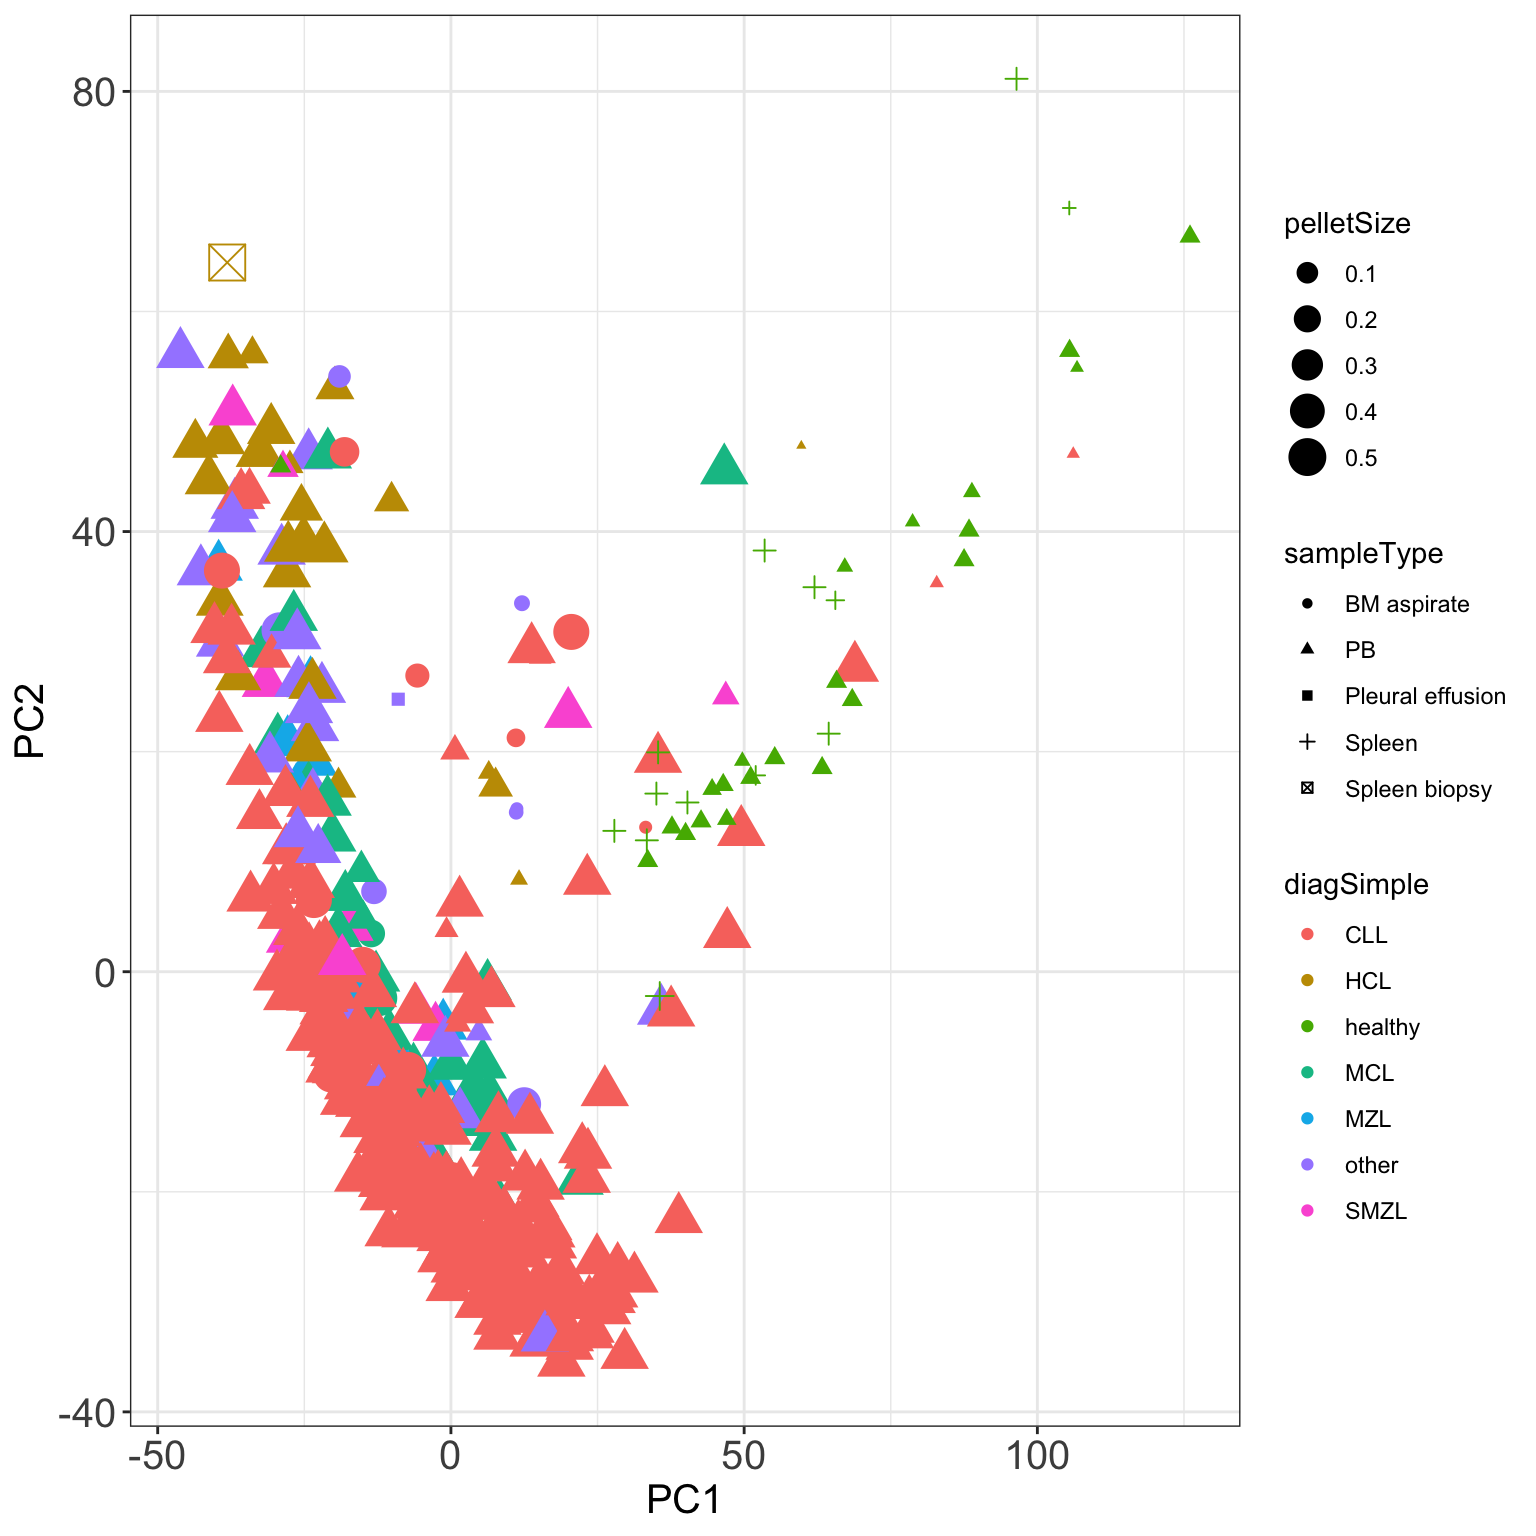 80
40
0
-40
-50
0
50
100
PC1
PC2
pelletSize
0.1
0.2
0.3
0.4
0.5
sampleType
BM aspirate
PB
Pleural effusion
Spleen
Spleen biopsy
diagSimple
CLL
HCL
healthy
MCL
MZL
other
SMZL